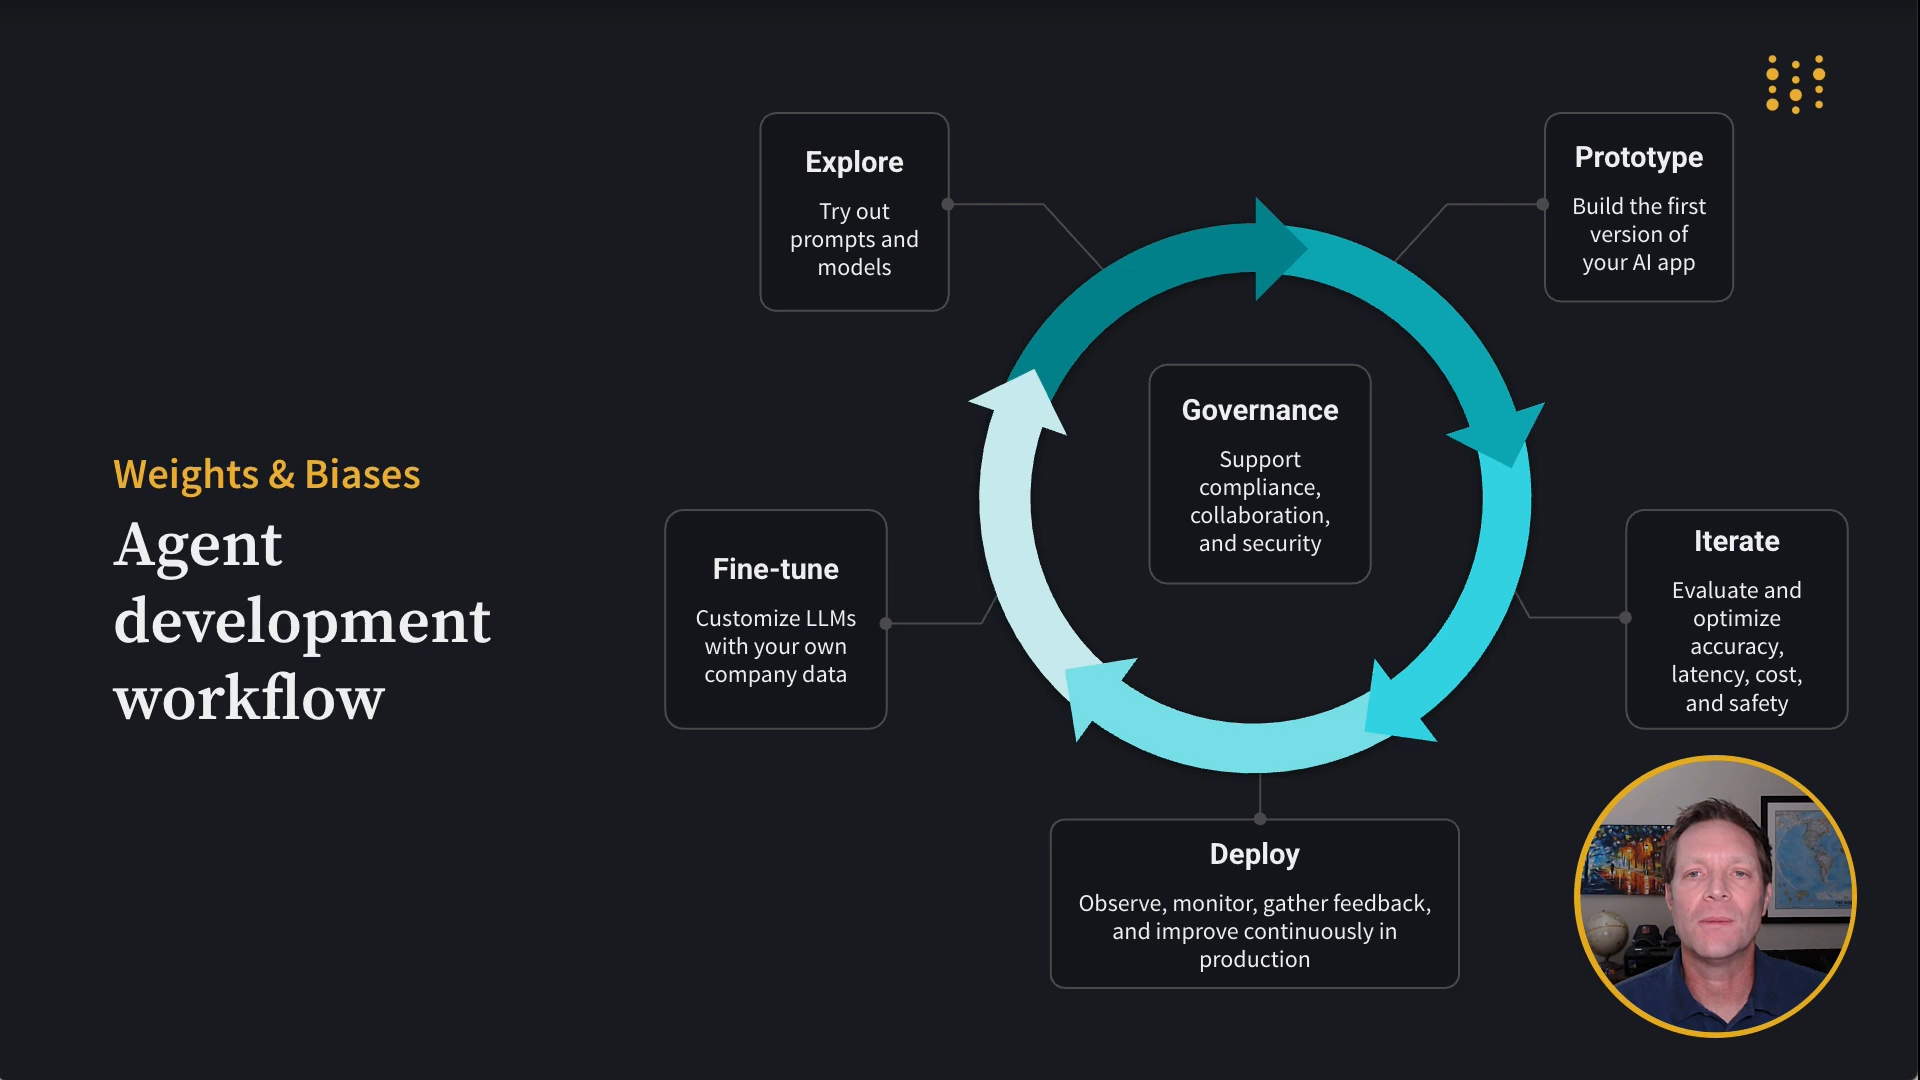 Weights & Biases
Agent
development
workflow
Explore
Try out
prompts and
models
Prototype
Build the first
version of
your AI app
Governance
Support
compliance,
collaboration,
and security
Fine-tune
Customize LLMs
with your own
company data
Iterate
Evaluate and
optimize
accuracy,
latency, cost,
and safety
Deploy
Observe, monitor, gather feedback,
and improve continuously in
production